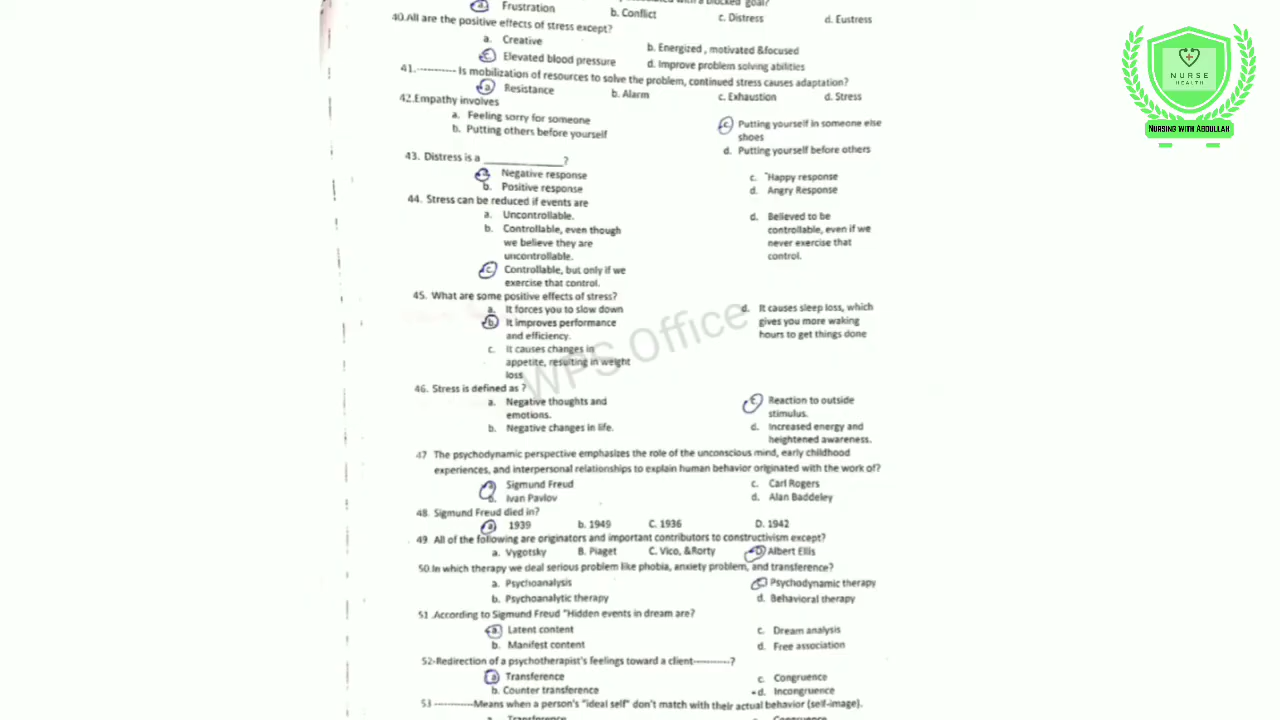 a. Frustration b. Conflict c. Distress d. Eustress
40.All are the positive effects of stress except?
a. Creative b. Energized , motivated &focused
c. Elevated blood pressure d. Improve problem solving abilities
41.---------- Is mobilization of resources to solve the problem, continued stress causes adaptation?
a. Resistance b. Alarm c. Exhaustion d. Stress
42.Empathy involves
a. Feeling sorry for someone
b. Putting others before yourself
c. Putting yourself in someone else
shoes
d. Putting yourself before others
43. Distress is a ____________?
a. Negative response c. Happy response
b. Positive response d. Angry Response
44. Stress can be reduced if events are
a. Uncontrollable.
b. Controllable, even though
we believe they are
uncontrollable.
c. Controllable, but only if we
exercise that control.
d. Believed to be
controllable, even if we
never exercise that
control.
45. What are some positive effects of stress?
a. It forces you to slow down
b. It improves performance
and efficiency.
c. It causes changes in
appetite, resulting in weight
loss
d. It causes sleep loss, which
gives you more waking
hours to get things done
46. Stress is defined as ?
a. Negative thoughts and
emotions.
b. Negative changes in life.
c. Reaction to outside
stimulus.
d. Increased energy and
heightened awareness.
47 The psychodynamic perspective emphasizes the role of the unconscious mind, early childhood
experiences, and interpersonal relationships to explain human behavior originated with the work of?
a. Sigmund Freud c. Carl Rogers
b. Ivan Pavlov d. Alan Baddeley
48. Sigmund Freud died in?
a) 1939 b. 1949 C. 1936 D. 1942
49 All of the following are originators and important contributors to constructivism except?
a. Vygotsky B. Piaget C. Vico, &Rorty D. Albert Ellis
50.In which therapy we deal serious problem like phobia, anxiety problem, and transference?
a. Psychoanalysis c. Psychodynamic therapy
b. Psychoanalytic therapy d. Behavioral therapy
51 .According to Sigmund Freud "Hidden events in dream are?
a. Latent content c. Dream analysis
b. Manifest content d. Free association
52-Redirection of a psychotherapist's feelings toward a client----------?
a. Transference c. Congruence
b. Counter transference d. Incongruence
53 ----------Means when a person's "ideal self" don't match with their actual behavior (self-image).
a. Transference Congruence
WPS Office
NURSE
HEALTH
NURSING WITH ABDULLAH